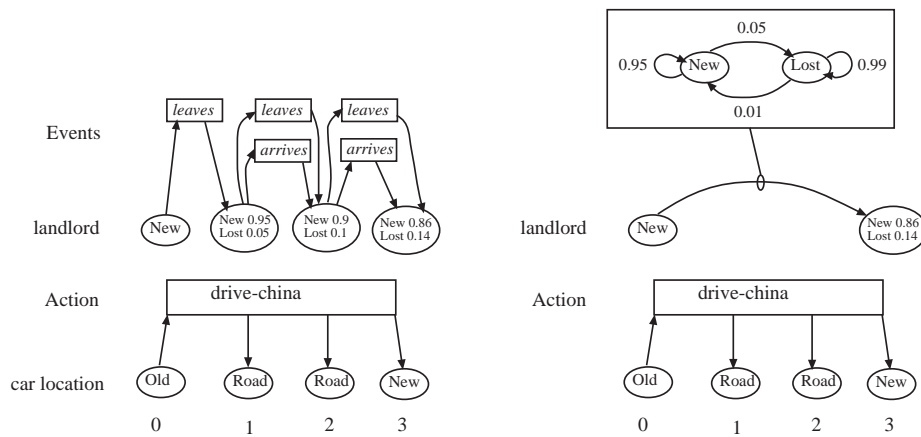 Events
leaves
leaves
leaves
arrives
arrives
landlord
New
New 0.95
Lost 0.05
New 0.9
Lost 0.1
New 0.86
Lost 0.14
Action
drive-china
car location
Old
Road
Road
New
0
1
2
3
0.05
0.95
New
Lost
0.99
0.01
landlord
New
New 0.86
Lost 0.14
Action
drive-china
Old
Road
Road
New
0
1
2
3